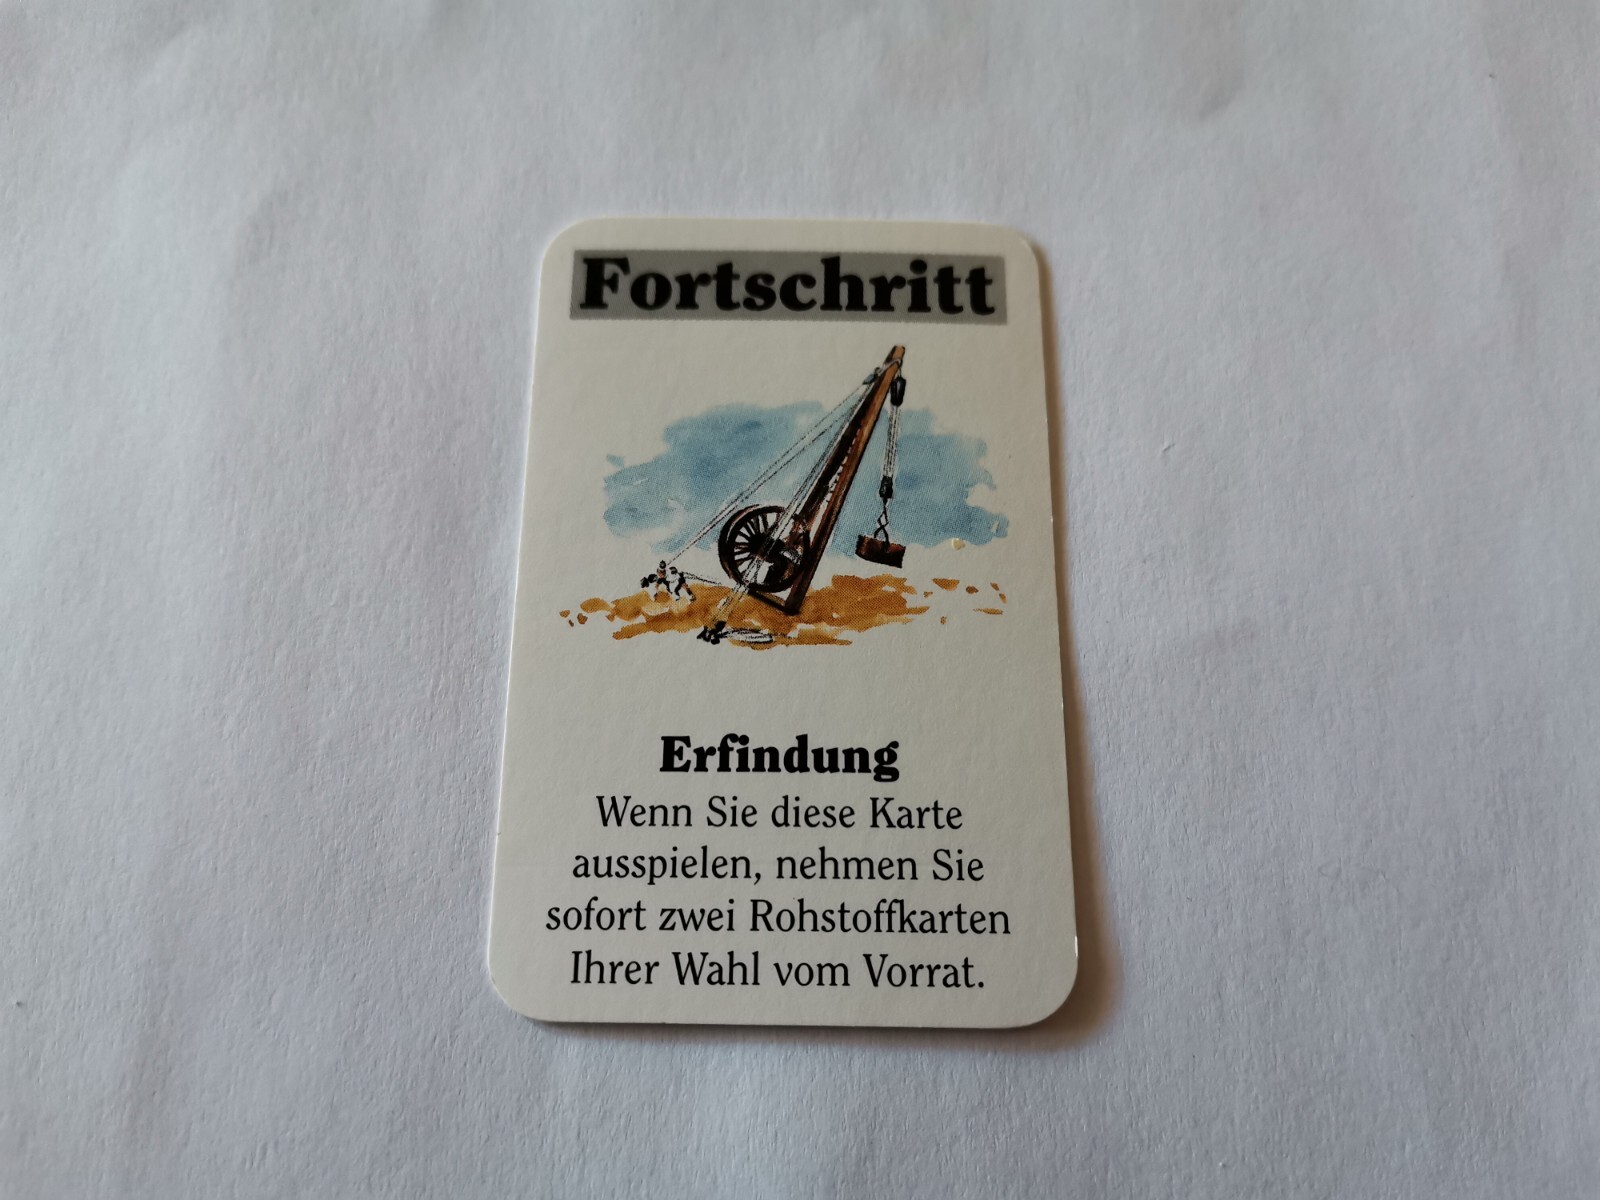 Fortschritt
Erfindung
Wenn Sie diese Karte
ausspielen, nehmen Sie
sofort zwei Rohstoffkarten
Ihrer Wahl vom Vorrat.